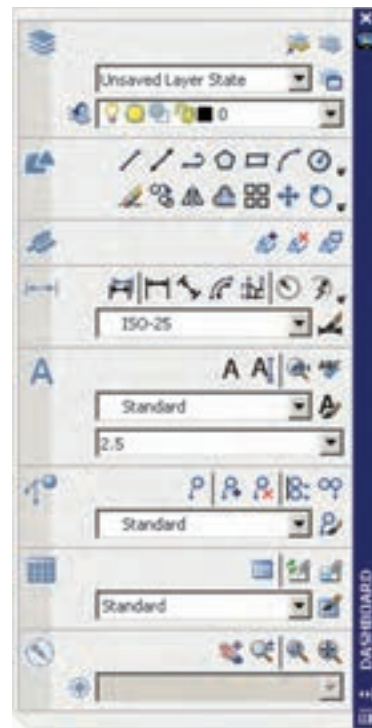 Unsaved Layer State
0
ISO-25
A
A A
Standard
2.5
Standard
Standard
DASHBOARD